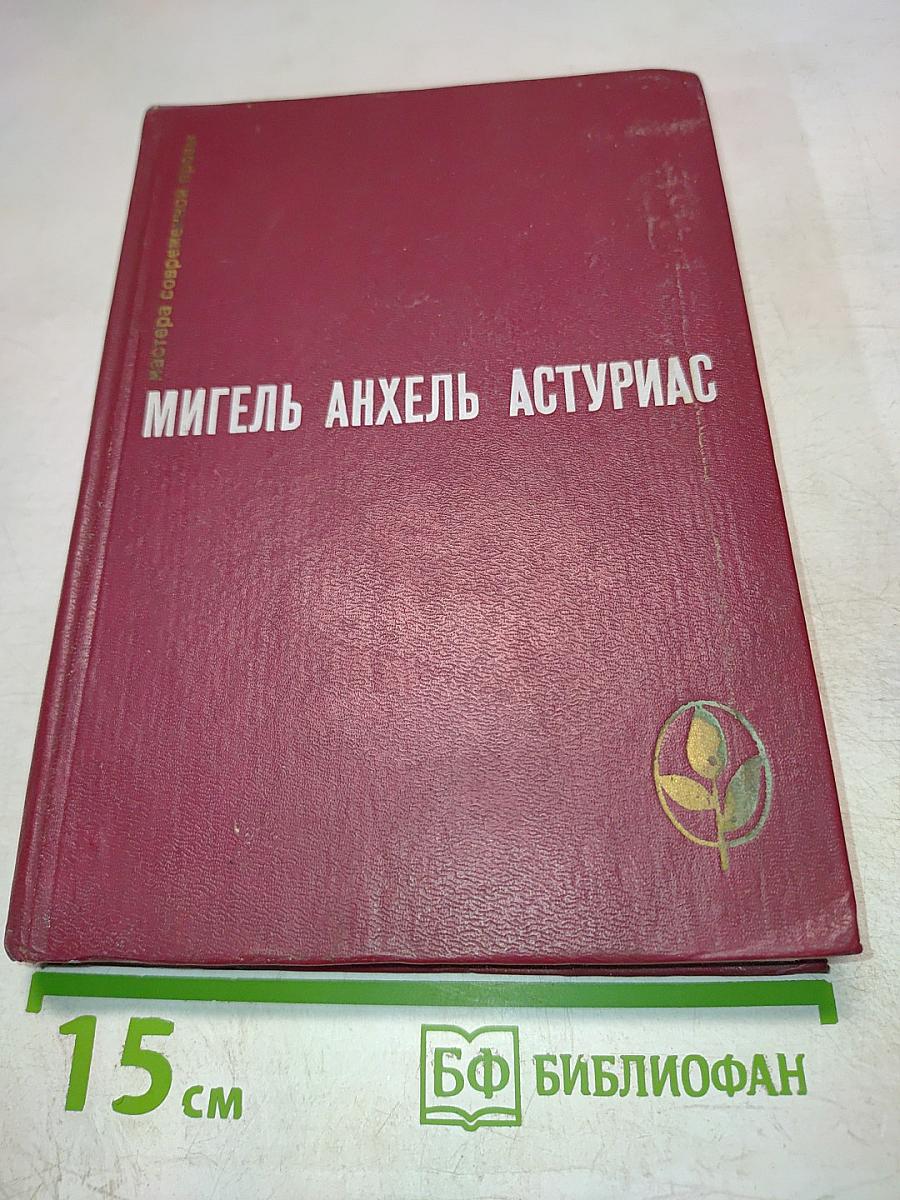 мастера современной прозы
МИГЕЛЬ АНХЕЛЬ АСТУРИАС
15 см
БФ БИБЛИОФАН